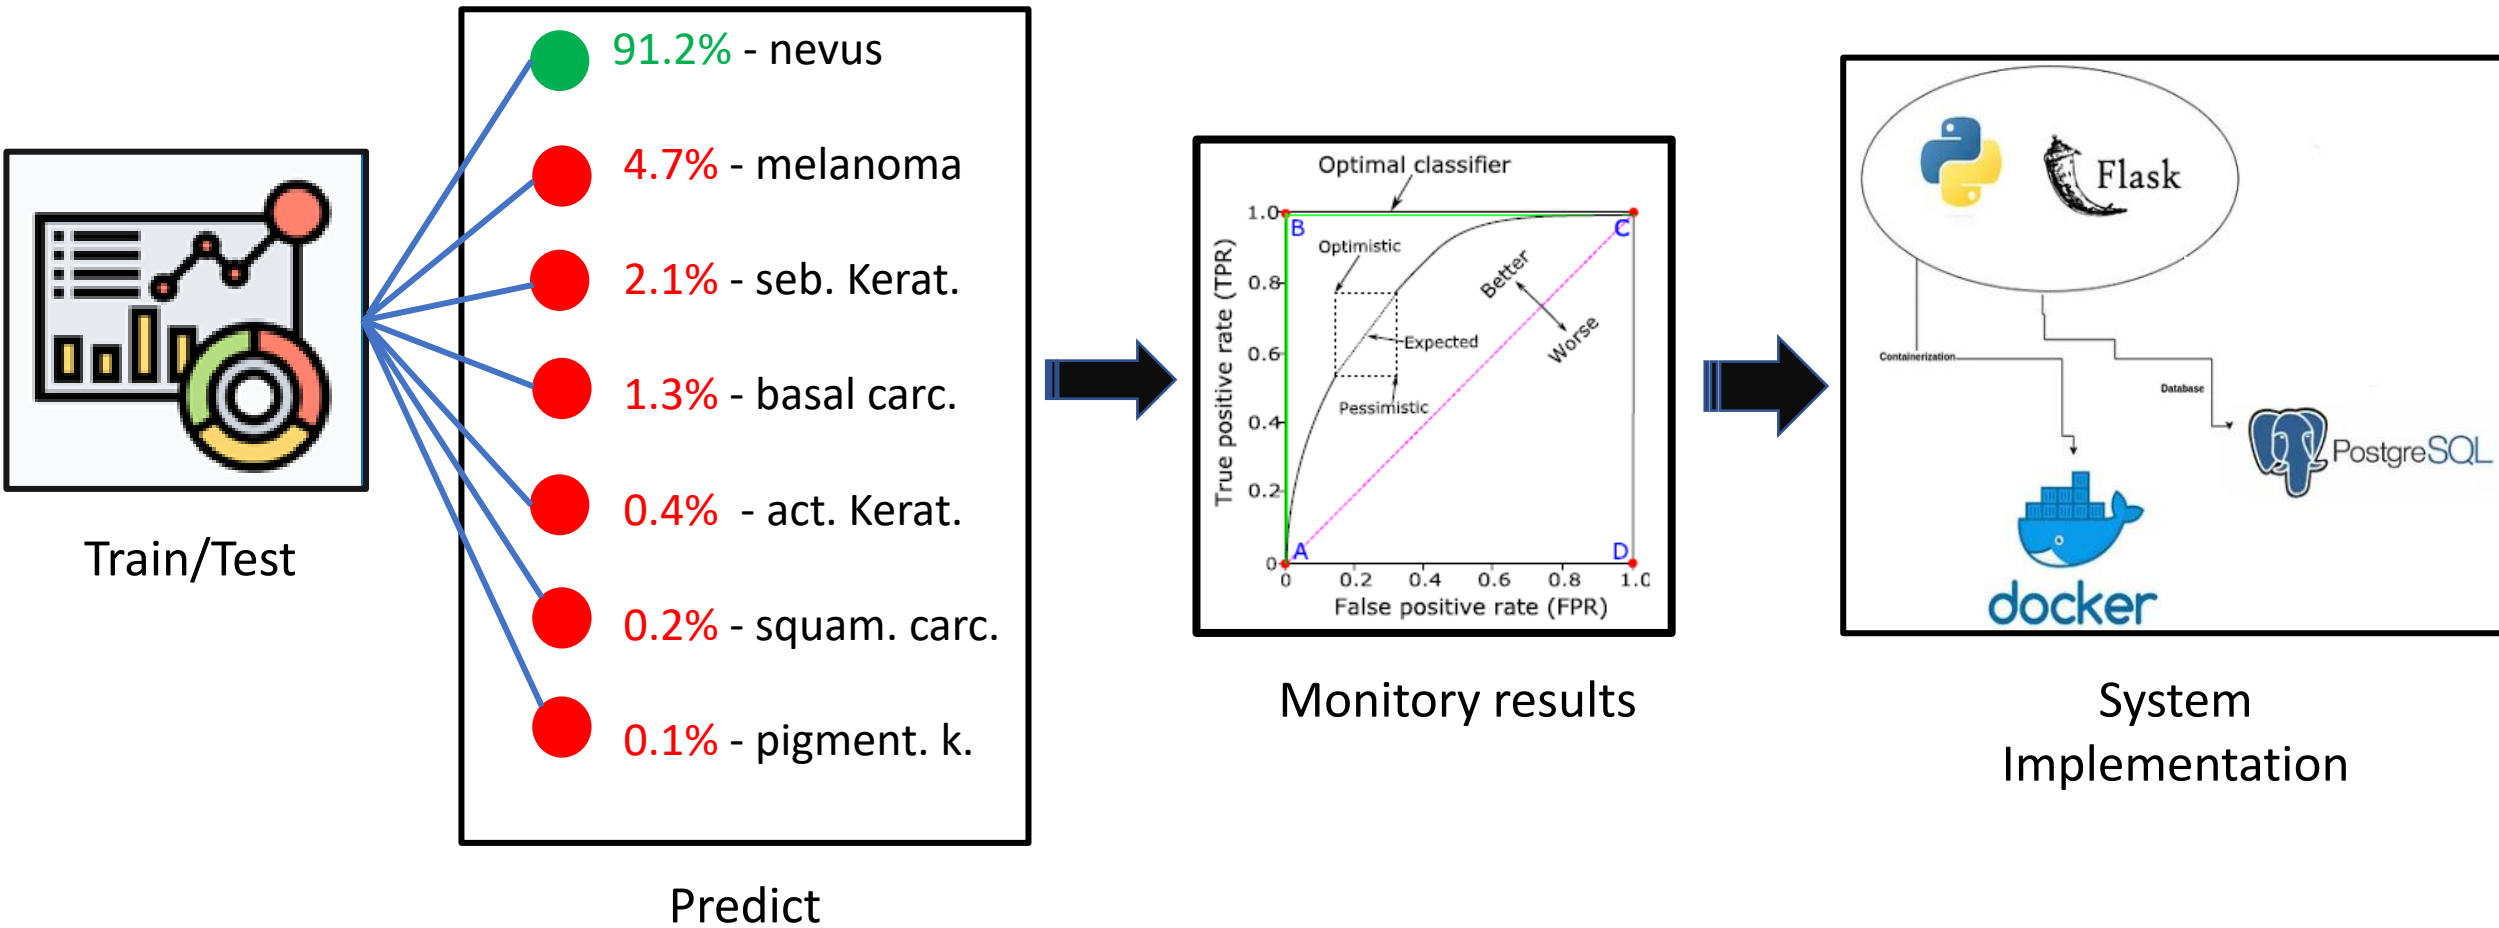 Train/Test
91.2% - nevus
4.7% - melanoma
2.1% - seb. Kerat.
1.3% - basal carc.
0.4% - act. Kerat.
0.2% - squam. carc.
0.1% - pigment. k.
Predict
Optimal classifier
1.0
B
C
Optimistic
Better
0.8
Worse
0.6
Expected
Pessimistic
0.4
0.2
A
D
0
0 0.2 0.4 0.6 0.8 1.0
True positive rate (TPR)
False positive rate (FPR)
Monitory results
Flask
Containerization
Database
PostgreSQL
docker
System
Implementation